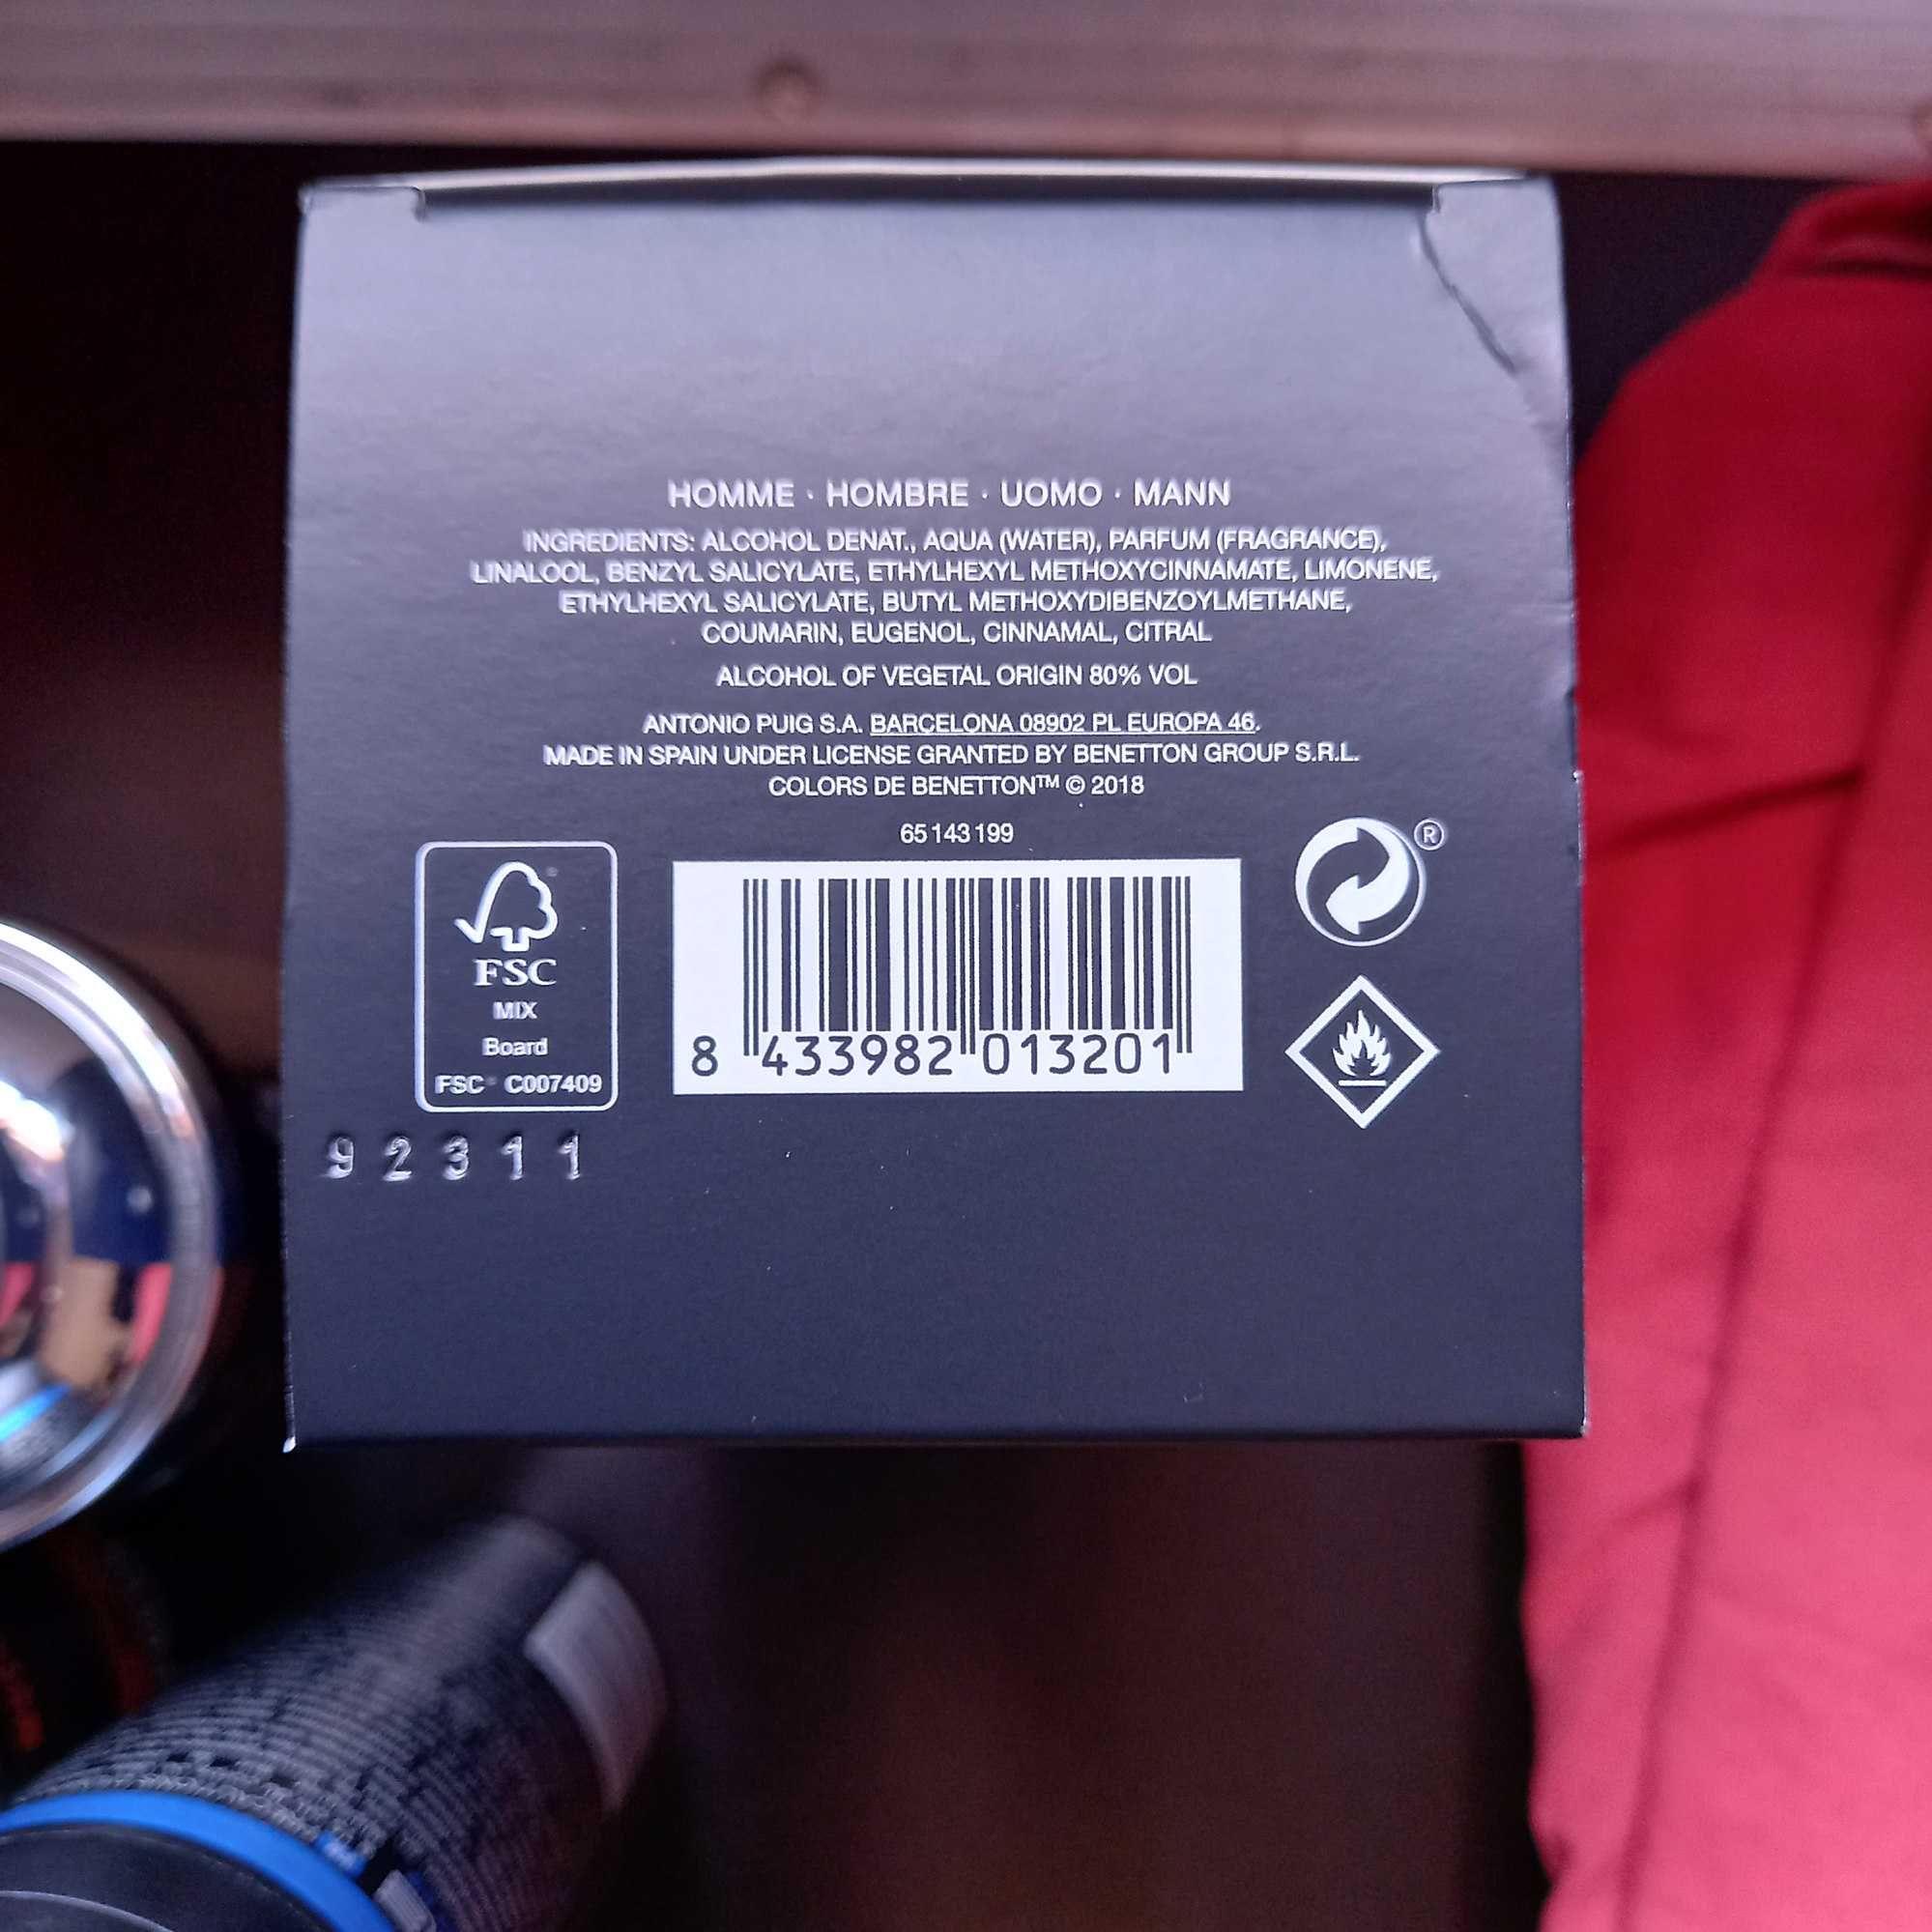 HOMME · HOMBRE · UOMO · MANN
INGREDIENTS: ALCOHOL DENAT., AQUA (WATER), PARFUM (FRAGRANCE),
LINALOOL, BENZYL SALICYLATE, ETHYLHEXYL METHOXYCINNAMATE, LIMONENE,
ETHYLHEXYL SALICYLATE, BUTYL METHOXYDIBENZOYLMETHANE,
COUMARIN, EUGENOL, CINNAMAL, CITRAL
ALCOHOL OF VEGETAL ORIGIN 80% VOL
ANTONIO PUIG S.A. BARCELONA 08902 PL EUROPA 46.
MADE IN SPAIN UNDER LICENSE GRANTED BY BENETTON GROUP S.R.L.
COLORS DE BENETTON™ © 2018
65143199
®
FSC
MIX
Board
FSC® C007409
8 433982 013201
92311